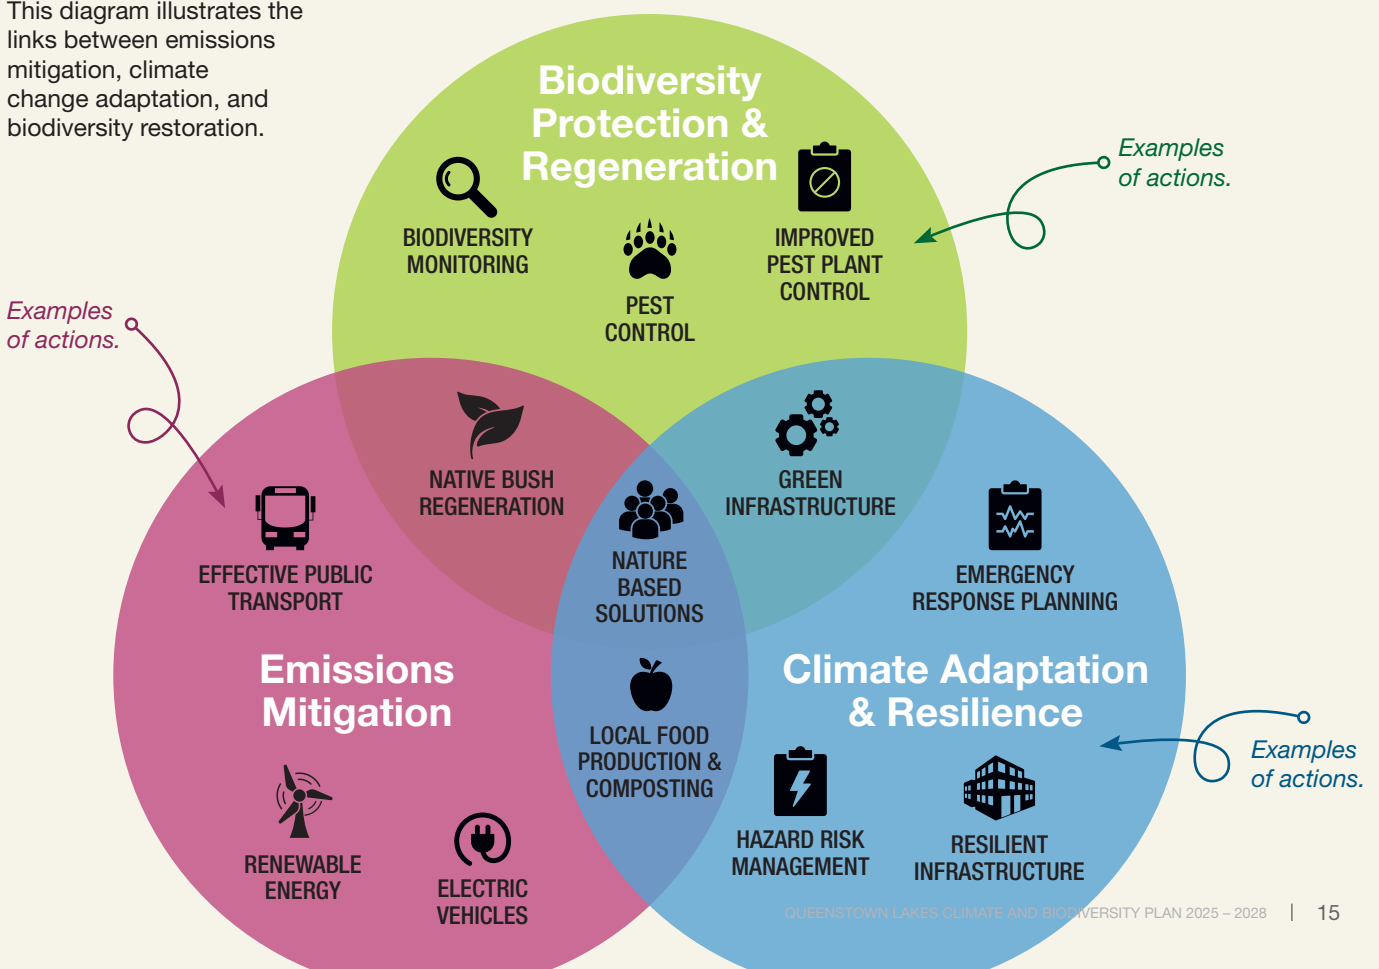 This diagram illustrates the
links between emissions
mitigation, climate
change adaptation, and
biodiversity restoration.
Biodiversity
Protection &
Regeneration
BIODIVERSITY
MONITORING
PEST
CONTROL
IMPROVED
PEST PLANT
CONTROL
Examples
of actions.
Examples
of actions.
NATIVE BUSH
REGENERATION
GREEN
INFRASTRUCTURE
NATURE
BASED
SOLUTIONS
EFFECTIVE PUBLIC
TRANSPORT
EMERGENCY
RESPONSE PLANNING
Emissions
Mitigation
Climate Adaptation
& Resilience
LOCAL FOOD
PRODUCTION &
COMPOSTING
Examples
of actions.
RENEWABLE
ENERGY
ELECTRIC
VEHICLES
HAZARD RISK
MANAGEMENT
RESILIENT
INFRASTRUCTURE
QUEENSTOWN LAKES CLIMATE AND BIODIVERSITY PLAN 2025 – 2028 | 15